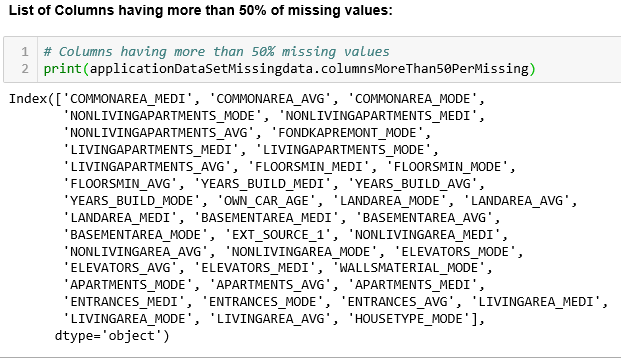 List of Columns having more than 50% of missing values:
1 # Columns having more than 50% missing values
2 print(applicationDataSetMissingdata.columnsMoreThan50PerMissing)
Index(['COMMONAREA_MEDI', 'COMMONAREA_AVG', 'COMMONAREA_MODE',
'NONLIVINGAPARTMENTS_MODE', 'NONLIVINGAPARTMENTS_MEDI',
'NONLIVINGAPARTMENTS_AVG', 'FONDKAPREMONT_MODE',
'LIVINGAPARTMENTS_MEDI', 'LIVINGAPARTMENTS_MODE',
'LIVINGAPARTMENTS_AVG', 'FLOORSMIN_MEDI', 'FLOORSMIN_MODE',
'FLOORSMIN_AVG', 'YEARS_BUILD_MEDI', 'YEARS_BUILD_AVG',
'YEARS_BUILD_MODE', 'OWN_CAR_AGE', 'LANDAREA_MODE', 'LANDAREA_AVG',
'LANDAREA_MEDI', 'BASEMENTAREA_MEDI', 'BASEMENTAREA_AVG',
'BASEMENTAREA_MODE', 'EXT_SOURCE_1', 'NONLIVINGAREA_MEDI',
'NONLIVINGAREA_AVG', 'NONLIVINGAREA_MODE', 'ELEVATORS_MODE',
'ELEVATORS_AVG', 'ELEVATORS_MEDI', 'WALLSMATERIAL_MODE',
'APARTMENTS_MODE', 'APARTMENTS_AVG', 'APARTMENTS_MEDI',
'ENTRANCES_MEDI', 'ENTRANCES_MODE', 'ENTRANCES_AVG', 'LIVINGAREA_MEDI',
'LIVINGAREA_MODE', 'LIVINGAREA_AVG', 'HOUSETYPE_MODE'],
dtype='object')